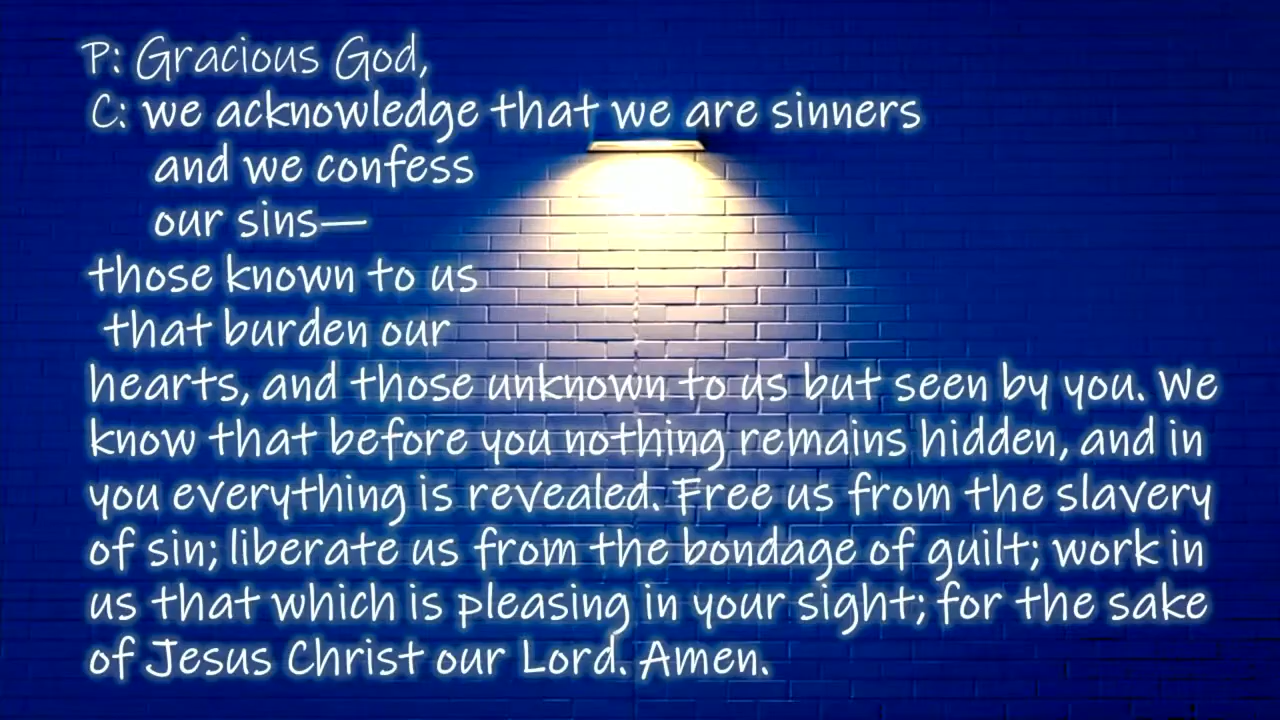 P: Gracious God,
C: we acknowledge that we are sinners
and we confess
our sins—
those known to us
that burden our
hearts, and those unknown to us but seen by you. We
know that before you nothing remains hidden, and in
you everything is revealed. Free us from the slavery
of sin; liberate us from the bondage of guilt; work in
us that which is pleasing in your sight; for the sake
of Jesus Christ our Lord. Amen.